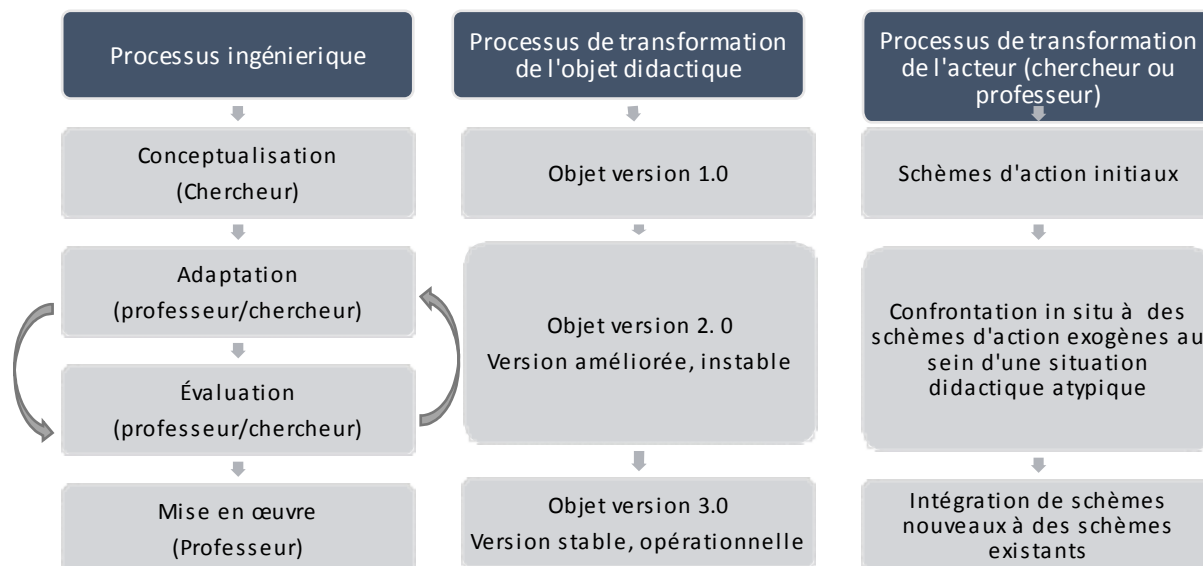 Processus ingénierique
Conceptualisation
(Chercheur)
Adaptation
(professeur/chercheur)
Évaluation
(professeur/chercheur)
Mise en œuvre
(Professeur)
Processus de transformation
de l'objet didactique
Objet version 1.0
Objet version 2. 0
Version améliorée, instable
Objet version 3.0
Version stable, opérationnelle
Processus de transformation
de l'acteur (chercheur ou
professeur)
Schèmes d'action initiaux
Confrontation in situ à des
schèmes d'action exogènes au
sein d'une situation
didactique atypique
Intégration de schèmes
nouveaux à des schèmes
existants